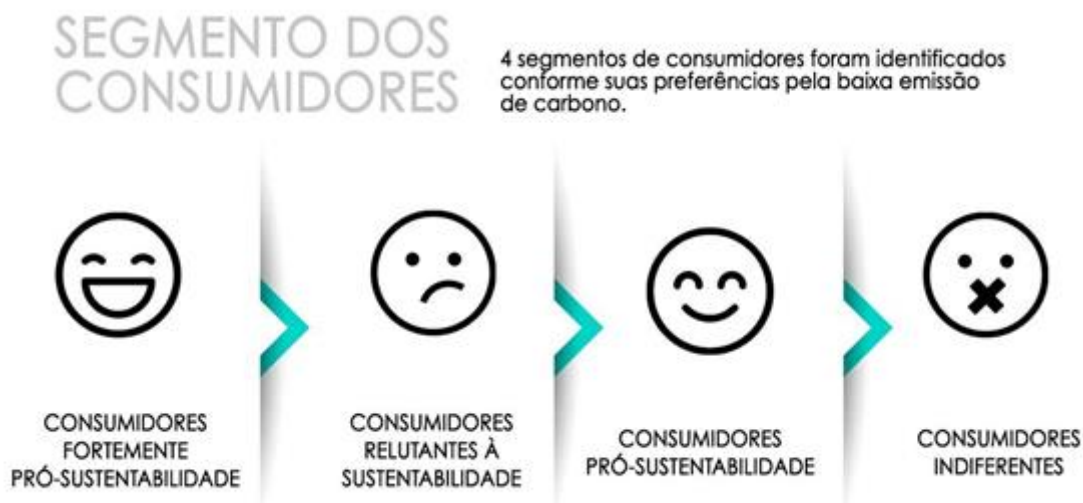 SEGMENTO DOS
CONSUMIDORES
4 segmentos de consumidores foram identificados
conforme suas preferências pela baixa emissão
de carbono.
CONSUMIDORES
FORTEMENTE
PRÓ-SUSTENTABILIDADE
CONSUMIDORES
RELUTANTES À
SUSTENTABILIDADE
CONSUMIDORES
PRÓ-SUSTENTABILIDADE
CONSUMIDORES
INDIFERENTES